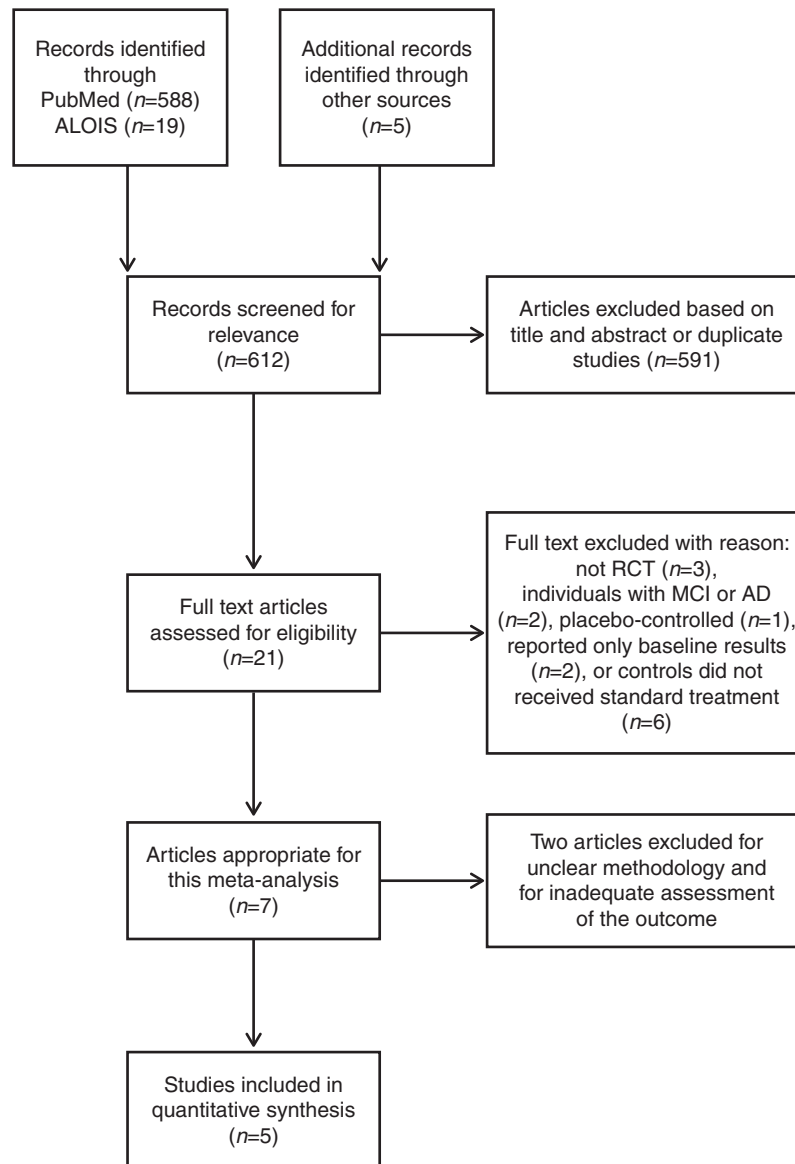 Records identified
through
PubMed (n=588)
ALOIS (n=19)
Additional records
identified through
other sources
(n=5)
Records screened for
relevance
(n=612)
Articles excluded based on
title and abstract or duplicate
studies (n=591)
Full text articles
assessed for eligibility
(n=21)
Full text excluded with reason:
not RCT (n=3),
individuals with MCI or AD
(n=2), placebo-controlled (n=1),
reported only baseline results
(n=2), or controls did not
received standard treatment
(n=6)
Articles appropriate for
this meta-analysis
(n=7)
Two articles excluded for
unclear methodology and
for inadequate assessment
of the outcome
Studies included in
quantitative synthesis
(n=5)